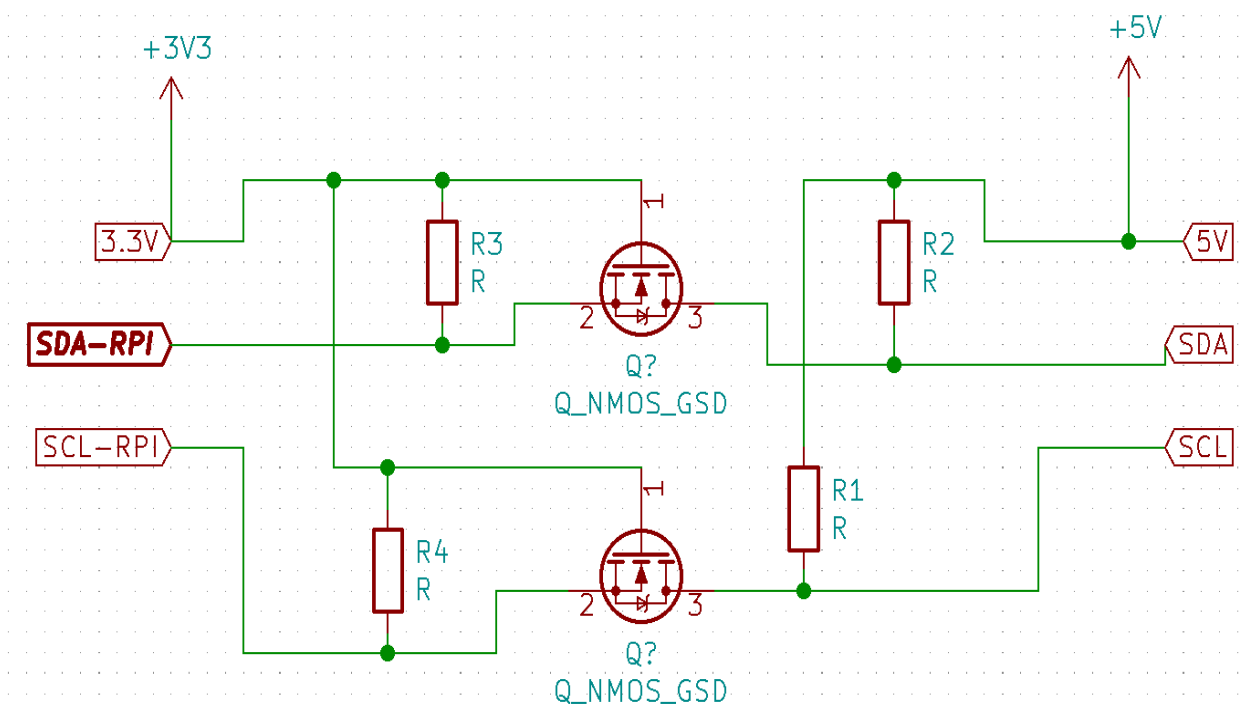 +3V3
+5V
1
3.3V
R3
R
R2
R
5V
2
3
SDA-RPI
SDA
Q?
Q_NMOS_GSD
SCL-RPI
SCL
1
R1
R
R4
R
2
3
Q?
Q_NMOS_GSD